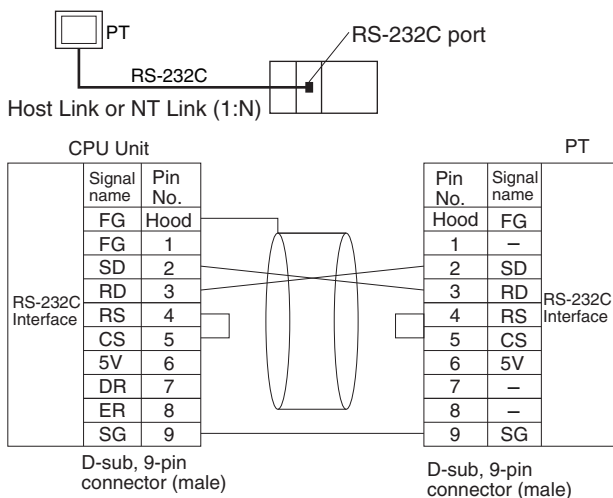 PT
RS-232C port
RS-232C
Host Link or NT Link (1:N)
CPU Unit
PT
Signal name Pin No.
Pin No. Signal name
FG Hood
Hood FG
FG 1
1 –
SD 2
2 SD
RD 3
3 RD
RS-232C Interface
RS-232C Interface
RS 4
4 RS
CS 5
5 CS
5V 6
6 5V
DR 7
7 –
ER 8
8 –
SG 9
9 SG
D-sub, 9-pin
connector (male)
D-sub, 9-pin
connector (male)